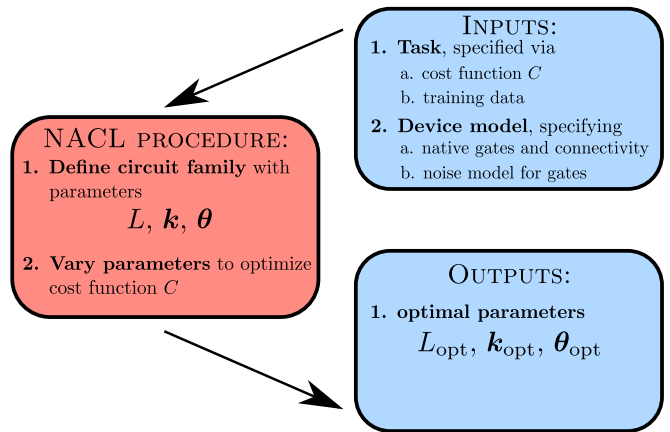 INPUTS:
1. Task, specified via
a. cost function C
b. training data
2. Device model, specifying
a. native gates and connectivity
b. noise model for gates
NACL PROCEDURE:
1. Define circuit family with
parameters
L, k, θ
2. Vary parameters to optimize
cost function C
OUTPUTS:
1. optimal parameters
L_opt, k_opt, θ_opt